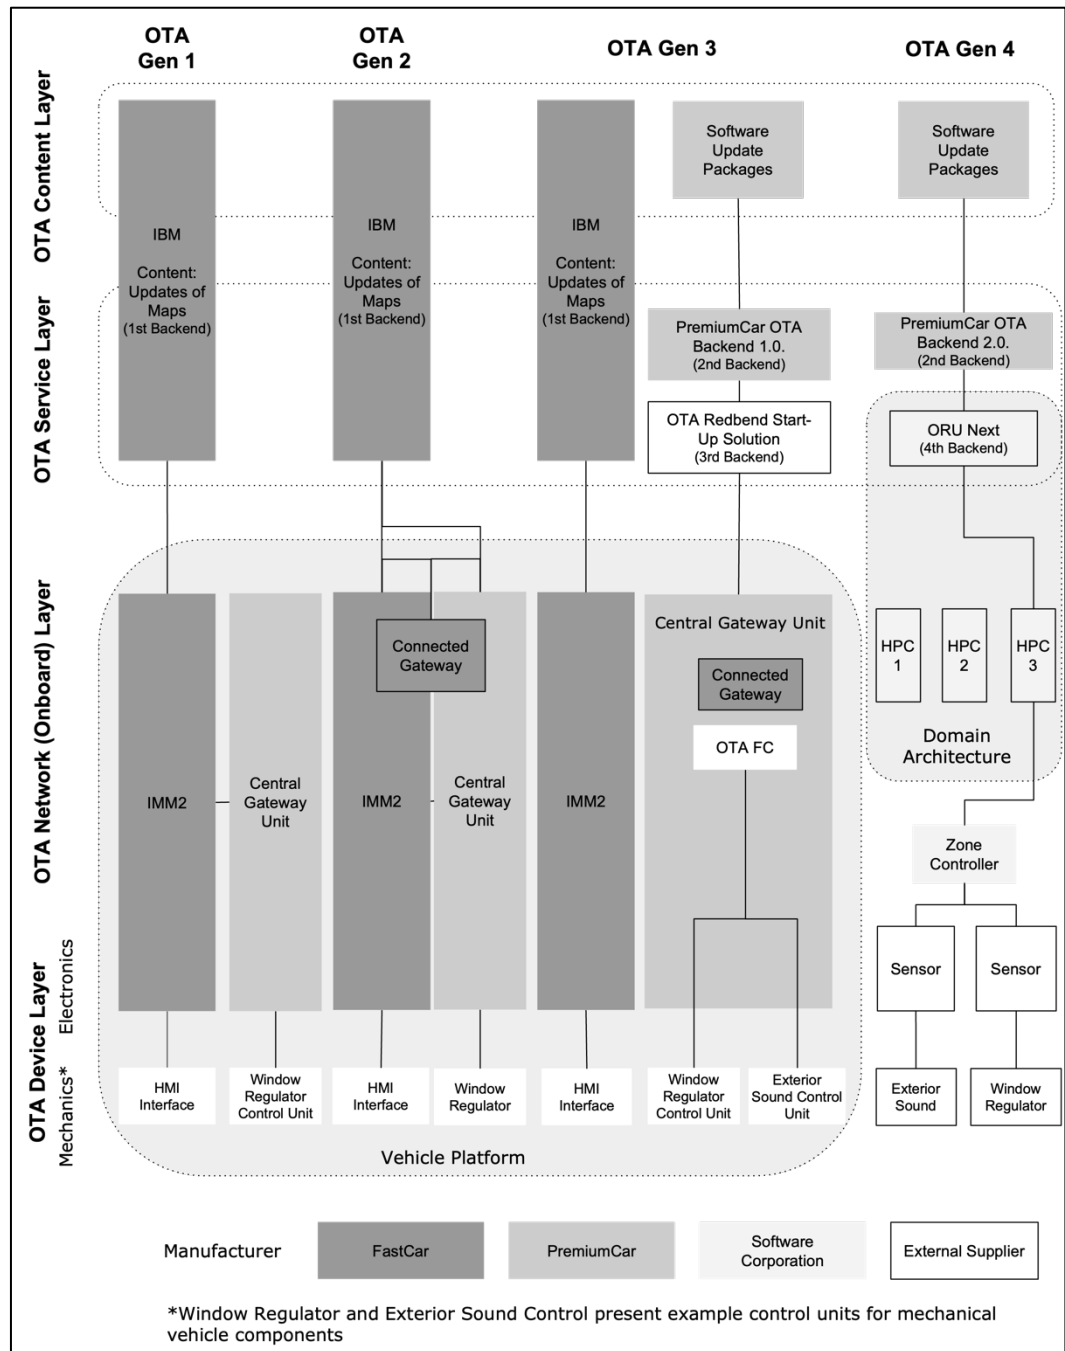 OTA
Gen 1
OTA
Gen 2
OTA Gen 3
OTA Gen 4
OTA Content Layer
IBM
Content:
Updates of
Maps
(1st Backend)
IBM
Content:
Updates of
Maps
(1st Backend)
IBM
Content:
Updates of
Maps
(1st Backend)
Software
Update
Packages
Software
Update
Packages
OTA Service Layer
PremiumCar OTA
Backend 1.0.
(2nd Backend)
PremiumCar OTA
Backend 2.0.
(2nd Backend)
OTA Redbend Start-
Up Solution
(3rd Backend)
ORU Next
(4th Backend)
OTA Network (Onboard) Layer
IMM2
Central
Gateway
Unit
IMM2
Connected
Gateway
Central
Gateway
Unit
IMM2
Central Gateway Unit
Connected
Gateway
OTA FC
HPC
1
HPC
2
HPC
3
Domain
Architecture
Zone
Controller
OTA Device Layer
Electronics
Mechanics*
Sensor
Sensor
HMI
Interface
Window
Regulator
Control Unit
HMI
Interface
Window
Regulator
HMI
Interface
Window
Regulator
Control Unit
Exterior
Sound Control
Unit
Exterior
Sound
Window
Regulator
Vehicle Platform
Manufacturer
FastCar
PremiumCar
Software
Corporation
External Supplier
*Window Regulator and Exterior Sound Control present example control units for mechanical
vehicle components